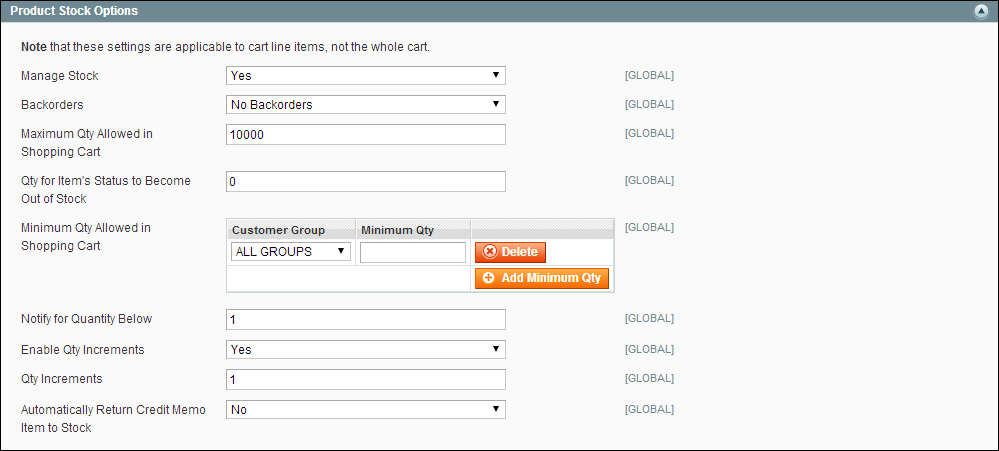 Product Stock Options
Note that these settings are applicable to cart line items, not the whole cart.
Manage Stock Yes [GLOBAL]
Backorders No Backorders [GLOBAL]
Maximum Qty Allowed in
Shopping Cart 10000 [GLOBAL]
Qty for Item's Status to Become
Out of Stock 0 [GLOBAL]
Minimum Qty Allowed in
Shopping Cart [GLOBAL]
Customer Group Minimum Qty
ALL GROUPS Delete
Add Minimum Qty
Notify for Quantity Below 1 [GLOBAL]
Enable Qty Increments Yes [GLOBAL]
Qty Increments 1 [GLOBAL]
Automatically Return Credit Memo
Item to Stock No [GLOBAL]